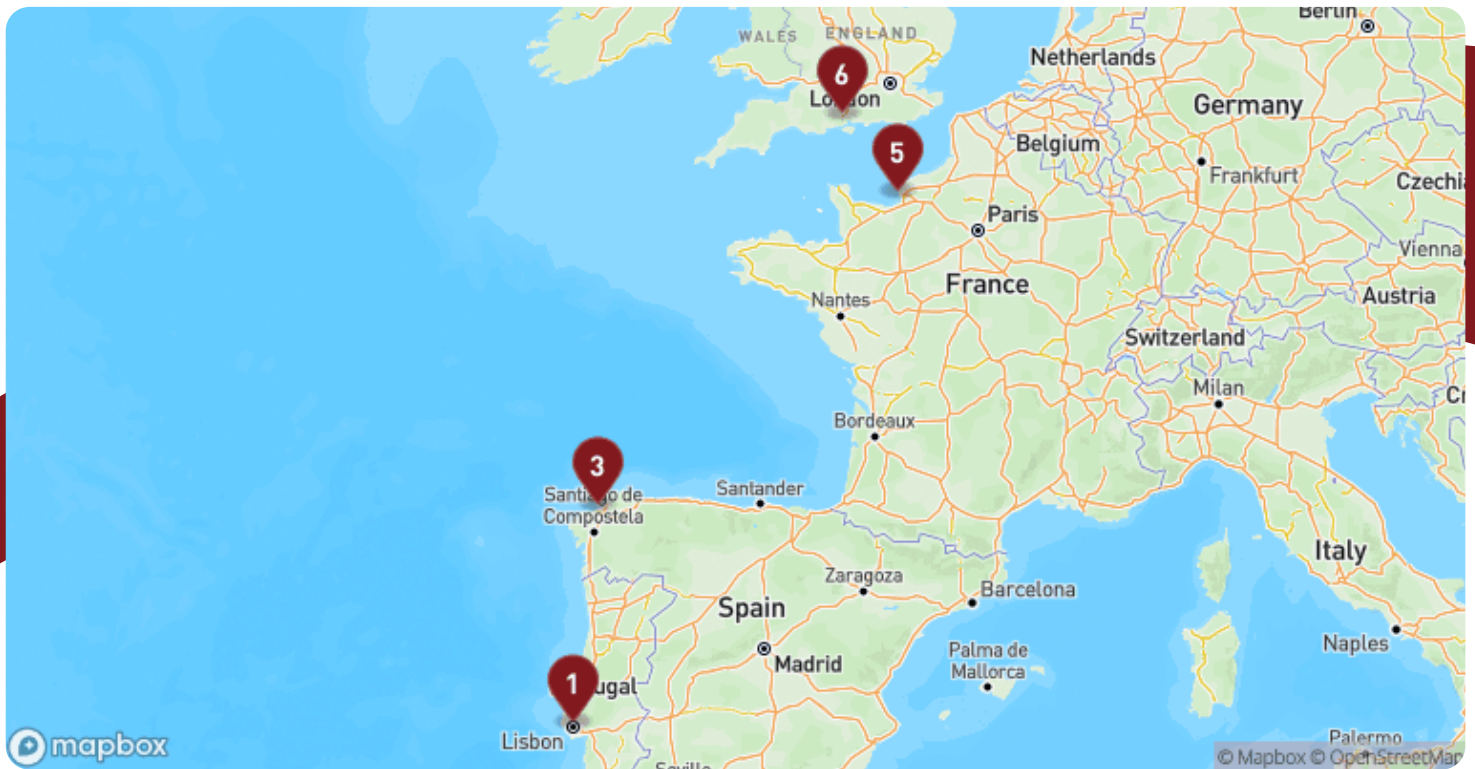 Berlin
WALES
ENGLAND
Netherlands
6
London
Germany
Belgium
5
Frankfurt
Czechi
Paris
Vienna
France
Austria
Nantes
Switzerland
Milan
Bordeaux
3
Santiago de
Compostela
Santander
Italy
Zaragoza
Barcelona
Spain
Naples
Palma de
Mallorca
Madrid
1
ugal
Lisbon
Palermo
mapbox
© Mapbox © OpenStreetMap